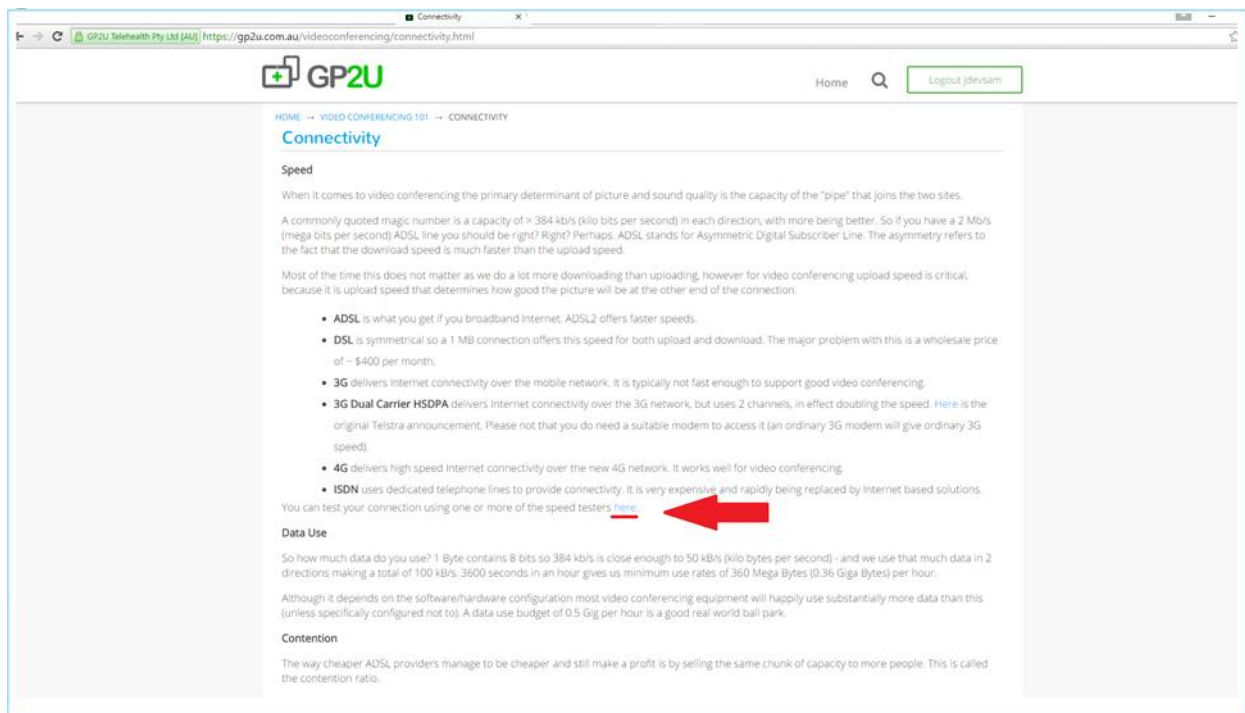 Connectivity
GP2U Telehealth Pty Ltd [AU] https://gp2u.com.au/videoconferencing/connectivity.html
GP2U
Home
Logout jdevsam
HOME → VIDEO CONFERENCING 101 → CONNECTIVITY
Connectivity
Speed
When it comes to video conferencing the primary determinant of picture and sound quality is the capacity of the "pipe" that joins the two sites.
A commonly quoted magic number is a capacity of > 384 kb/s (kilo bits per second) in each direction, with more being better. So if you have a 2 Mb/s
(mega bits per second) ADSL line you should be right? Right? Perhaps. ADSL stands for Asymmetric Digital Subscriber Line. The asymmetry refers to
the fact that the download speed is much faster than the upload speed.
Most of the time this does not matter as we do a lot more downloading than uploading, however for video conferencing upload speed is critical,
because it is upload speed that determines how good the picture will be at the other end of the connection.
• ADSL is what you get if you broadband internet. ADSL2 offers faster speeds.
• DSL is symmetrical so a 1 MB connection offers this speed for both upload and download. The major problem with this is a wholesale price
of ~ $400 per month.
• 3G delivers Internet connectivity over the mobile network. It is typically not fast enough to support good video conferencing.
• 3G Dual Carrier HSDPA delivers Internet connectivity over the 3G network, but uses 2 channels, in effect doubling the speed. Here is the
original Telstra announcement. Please not that you do need a suitable modem to access it (an ordinary 3G modem will give ordinary 3G
speed).
• 4G delivers high speed Internet connectivity over the new 4G network. It works well for video conferencing.
• ISDN uses dedicated telephone lines to provide connectivity. It is very expensive and rapidly being replaced by Internet based solutions.
You can test your connection using one or more of the speed testers here.
Data Use
So how much data do you use? 1 Byte contains 8 bits so 384 kb/s is close enough to 50 kB/s (kilo bytes per second) - and we use that much data in 2
directions making a total of 100 kB/s. 3600 seconds in an hour gives us minimum use rates of 360 Mega Bytes (0.36 Giga Bytes) per hour.
Although it depends on the software/hardware configuration most video conferencing equipment will happily use substantially more data than this
(unless specifically configured not to). A data use budget of 0.5 Gig per hour is a good real world ball park.
Contention
The way cheaper ADSL providers manage to be cheaper and still make a profit is by selling the same chunk of capacity to more people. This is called
the contention ratio.